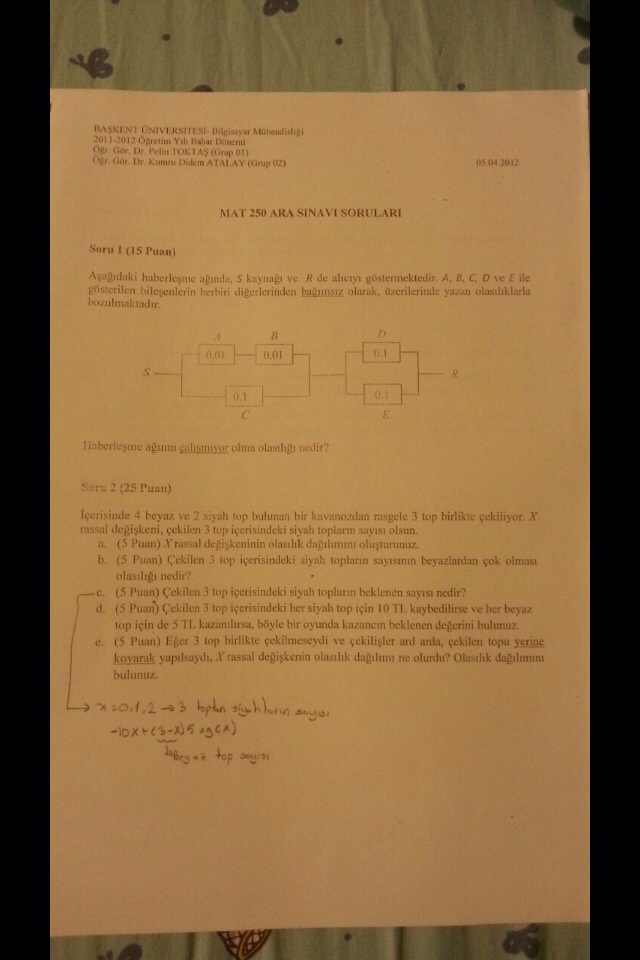 BAŞKENT ÜNİVERSİTESİ- Bilgisayar Mühendisliği
2011-2012 Öğretim Yılı Bahar Dönemi
Öğr. Gör. Dr. Pelin TOKTAŞ (Grup 01)
Öğr. Gör. Dr. Kumru Didem ATALAY (Grup 02)
05.04.2012
MAT 250 ARA SINAVI SORULARI
Soru 1 (15 Puan)
Aşağıdaki haberleşme ağında, S kaynağı ve R de alıcıyı göstermektedir. A, B, C, D ve E ile
gösterilen bileşenlerin herbiri diğerlerinden bağımsız olarak, üzerilerinde yazan olasılıklarla
bozulmaktadır.
A B D
0.01 0.01 0.1
S R
0.1 0.1
C E
Haberleşme ağının çalışmıyor olma olasılığı nedir?
Soru 2 (25 Puan)
İçerisinde 4 beyaz ve 2 siyah top bulunan bir kavanozdan rasgele 3 top birlikte çekiliyor. X
rassal değişkeni, çekilen 3 top içerisindeki siyah topların sayısı olsun.
a. (5 Puan) X rassal değişkeninin olasılık dağılımını oluşturunuz.
b. (5 Puan) Çekilen 3 top içerisindeki siyah topların sayısının beyazlardan çok olması
olasılığı nedir?
c. (5 Puan) Çekilen 3 top içerisindeki siyah topların beklenen sayısı nedir?
d. (5 Puan) Çekilen 3 top içerisindeki her siyah top için 10 TL kaybedilirse ve her beyaz
top için de 5 TL kazanılırsa, böyle bir oyunda kazancın beklenen değerini bulunuz.
e. (5 Puan) Eğer 3 top birlikte çekilmeseydi ve çekilişler ard arda, çekilen topu yerine
koyarak yapılsaydı, X rassal değişkenin olasılık dağılımı ne olurdu? Olasılık dağılımını
bulunuz.
x=0,1,2 → 3 toptan siyahların sayısı
-10x+(3-x)5=g(x)
Beyaz top sayısı